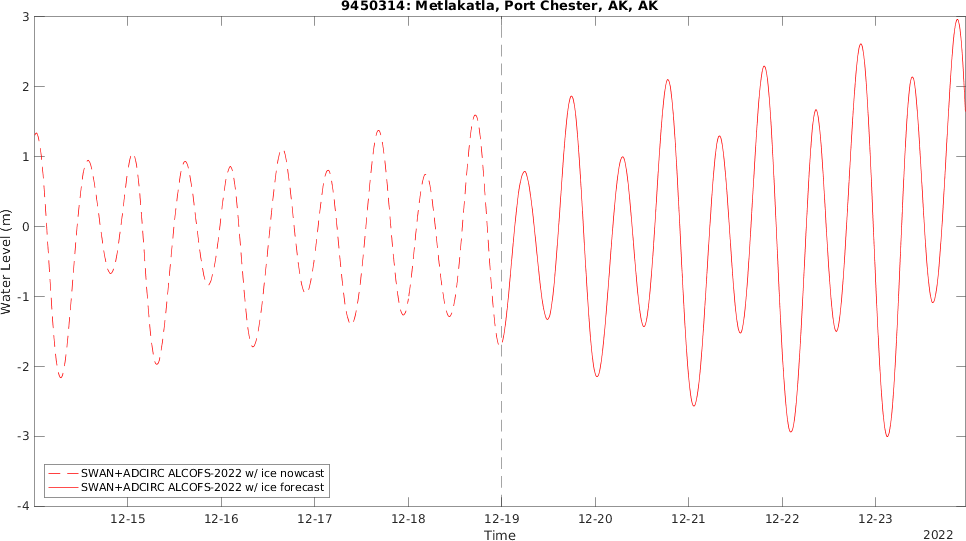 9450314: Metlakatla, Port Chester, AK, AK
3
2
1
0
-1
-2
-3
-4
Water Level (m)
SWAN+ADCIRC ALCOFS-2022 w/ ice nowcast
SWAN+ADCIRC ALCOFS-2022 w/ ice forecast
12-15 12-16 12-17 12-18 12-19 12-20 12-21 12-22 12-23
Time
2022